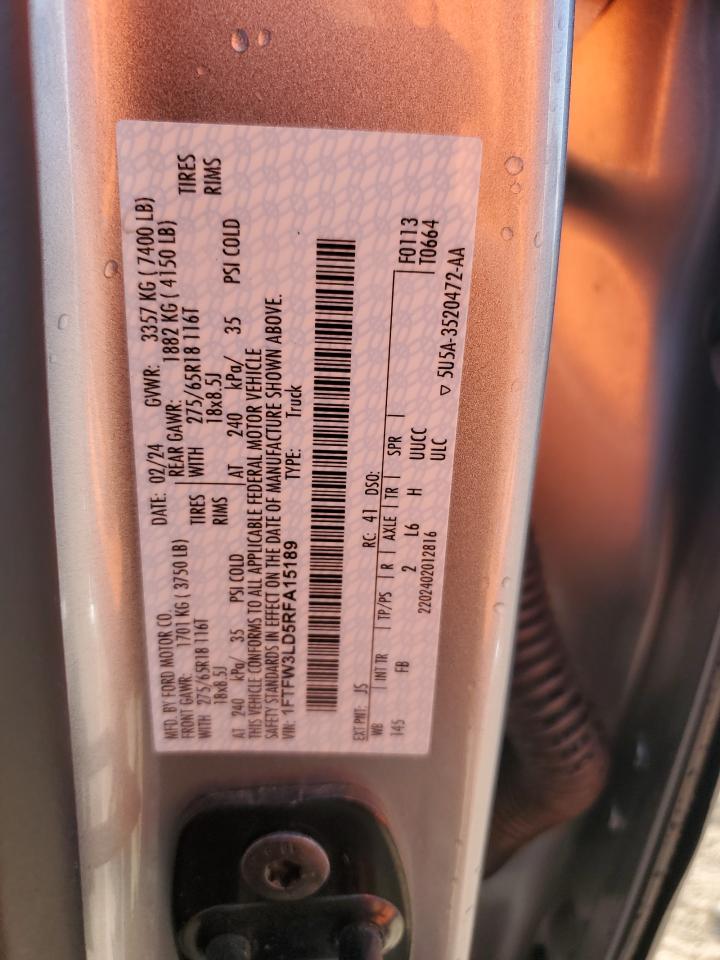 MFD. BY FORD MOTOR CO. DATE: 02/24 GVWR: 3357 KG ( 7400 LB)
FRONT GAWR: 1701 KG ( 3750 LB) REAR GAWR: 1882 KG ( 4150 LB)
WITH 275/65R18 116T TIRES WITH 275/65R18 116T TIRES
18x8.5J RIMS 18x8.5J RIMS
AT 240 kPa/ 35 PSI COLD AT 240 kPa/ 35 PSI COLD
THIS VEHICLE CONFORMS TO ALL APPLICABLE FEDERAL MOTOR VEHICLE
SAFETY STANDARDS IN EFFECT ON THE DATE OF MANUFACTURE SHOWN ABOVE.
VIN: 1FTFW3LD5RFA15189 TYPE: Truck
EXT PNT: JS RC: 41 DSO: F0113
WB INT TR TP/PS R AXLE TR SPR T0664
145 FB 2 L6 H UUCC
2202402012816 ULC ▽ 5U5A-3520472-AA